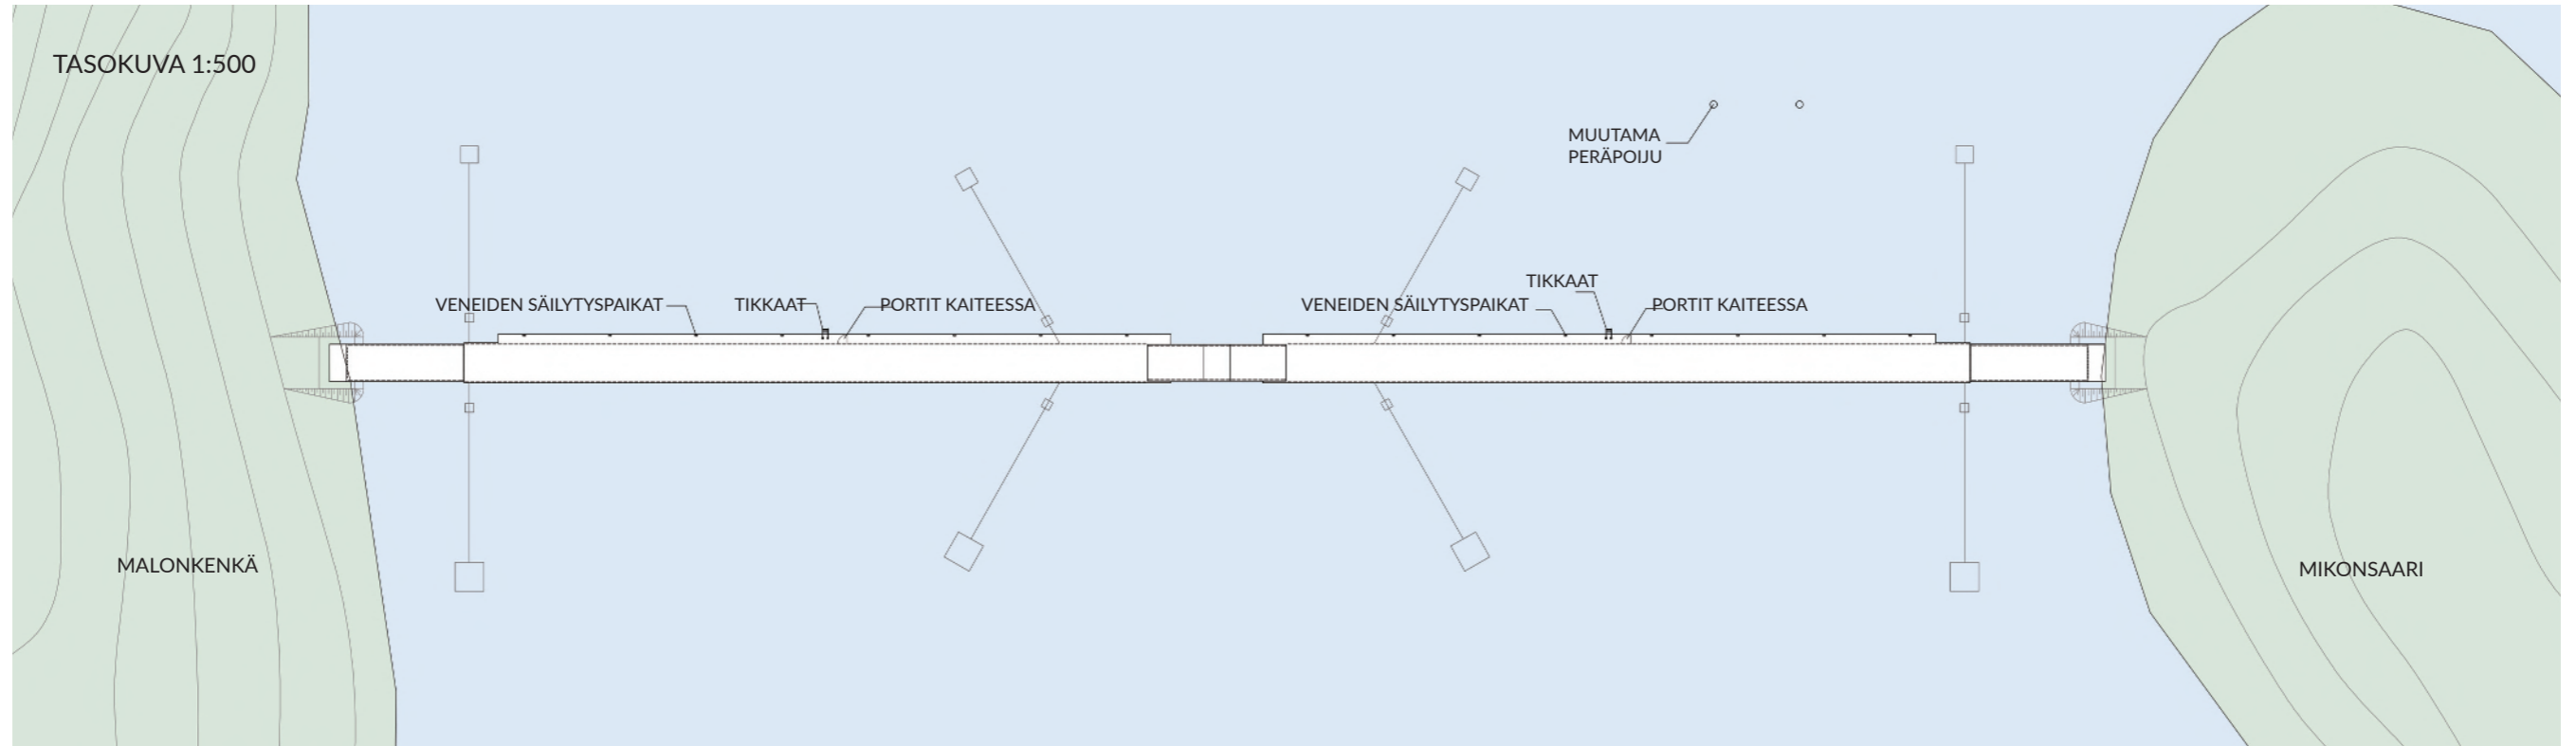 TASOKUVA 1:500
MUUTAMA
PERÄPOIJU
TIKKAAT
VENEIDEN SÄILYTYSPAIKAT
TIKKAAT
PORTIT KAITEESSA
VENEIDEN SÄILYTYSPAIKAT
PORTIT KAITEESSA
MALONKENKÄ
MIKONSAARI